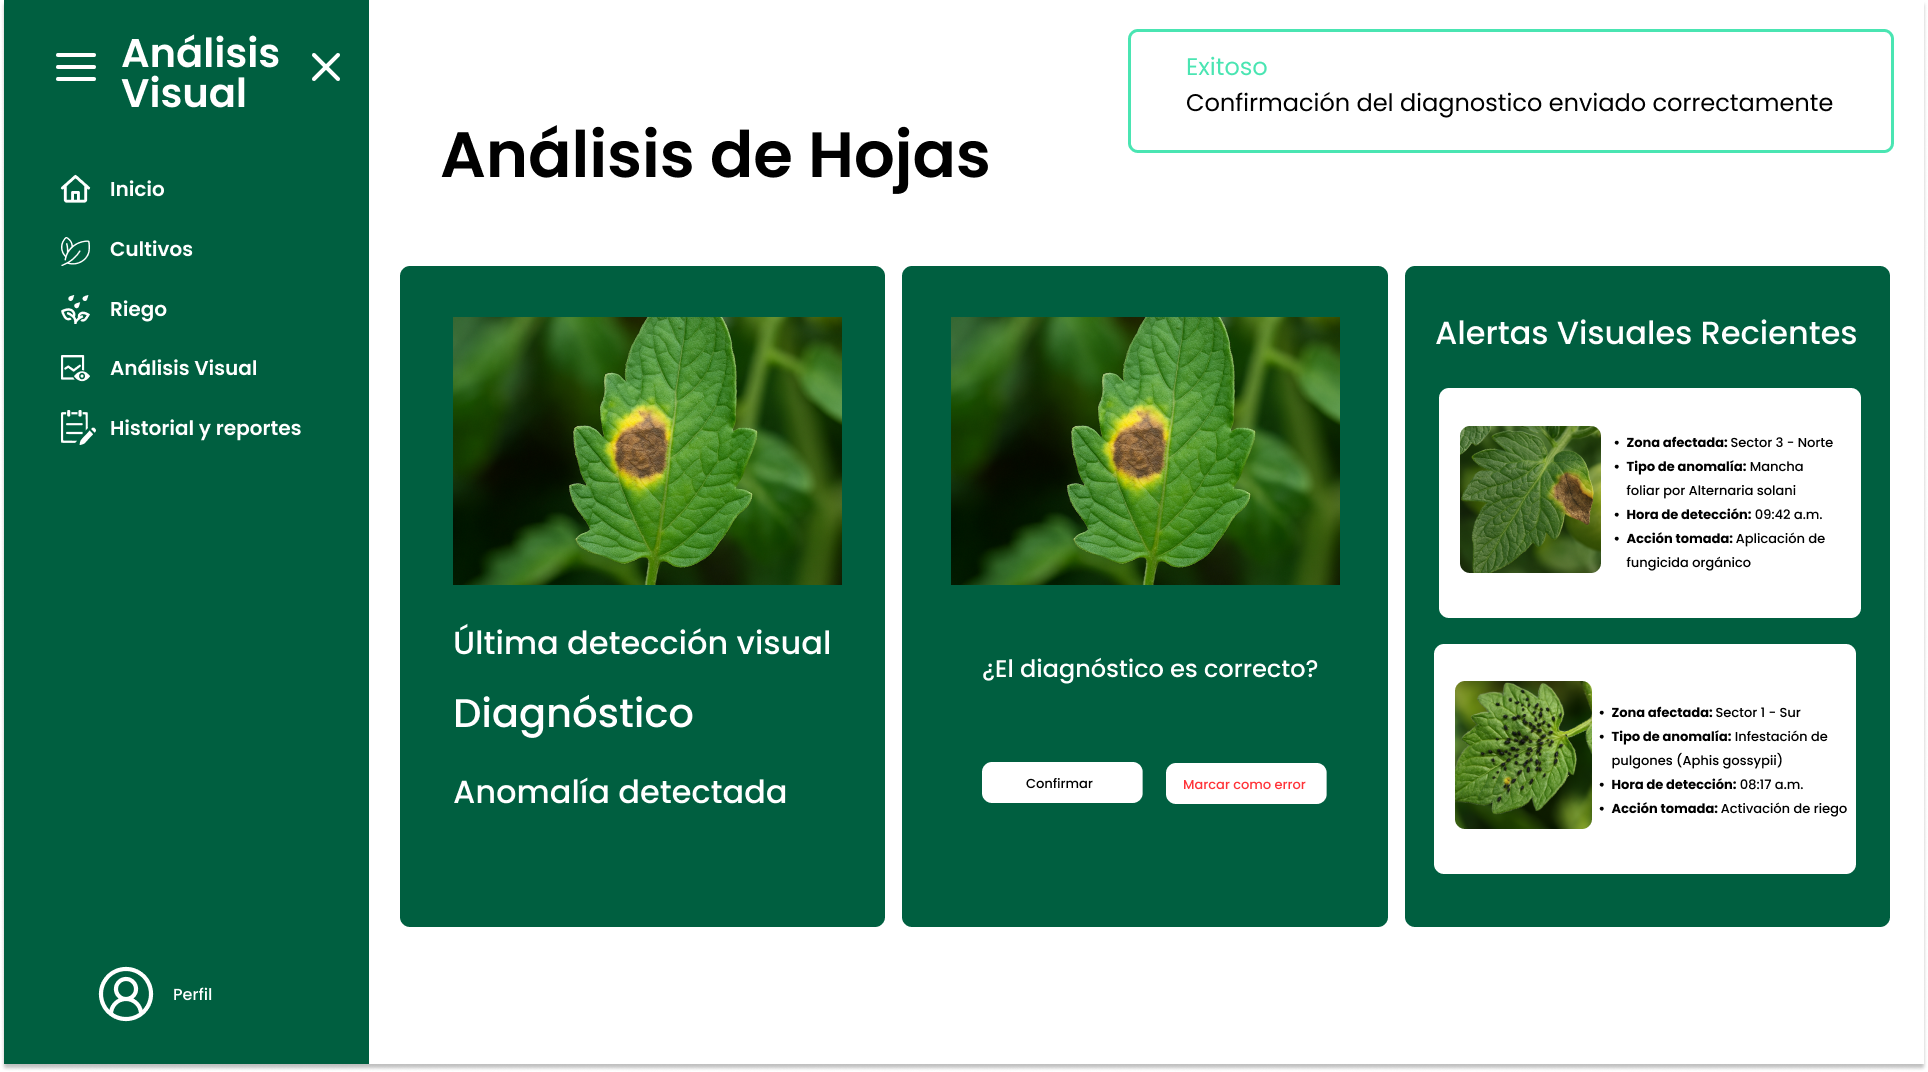 Análisis
Visual
Inicio
Cultivos
Riego
Análisis Visual
Historial y reportes
Perfil
Exitoso
Confirmación del diagnostico enviado correctamente
Análisis de Hojas
Última detección visual
Diagnóstico
Anomalía detectada
¿El diagnóstico es correcto?
Confirmar
Marcar como error
Alertas Visuales Recientes
• Zona afectada: Sector 3 - Norte
• Tipo de anomalía: Mancha
foliar por Alternaria solani
• Hora de detección: 09:42 a.m.
• Acción tomada: Aplicación de
fungicida orgánico
• Zona afectada: Sector 1 - Sur
• Tipo de anomalía: Infestación de
pulgones (Aphis gossypii)
• Hora de detección: 08:17 a.m.
• Acción tomada: Activación de riego